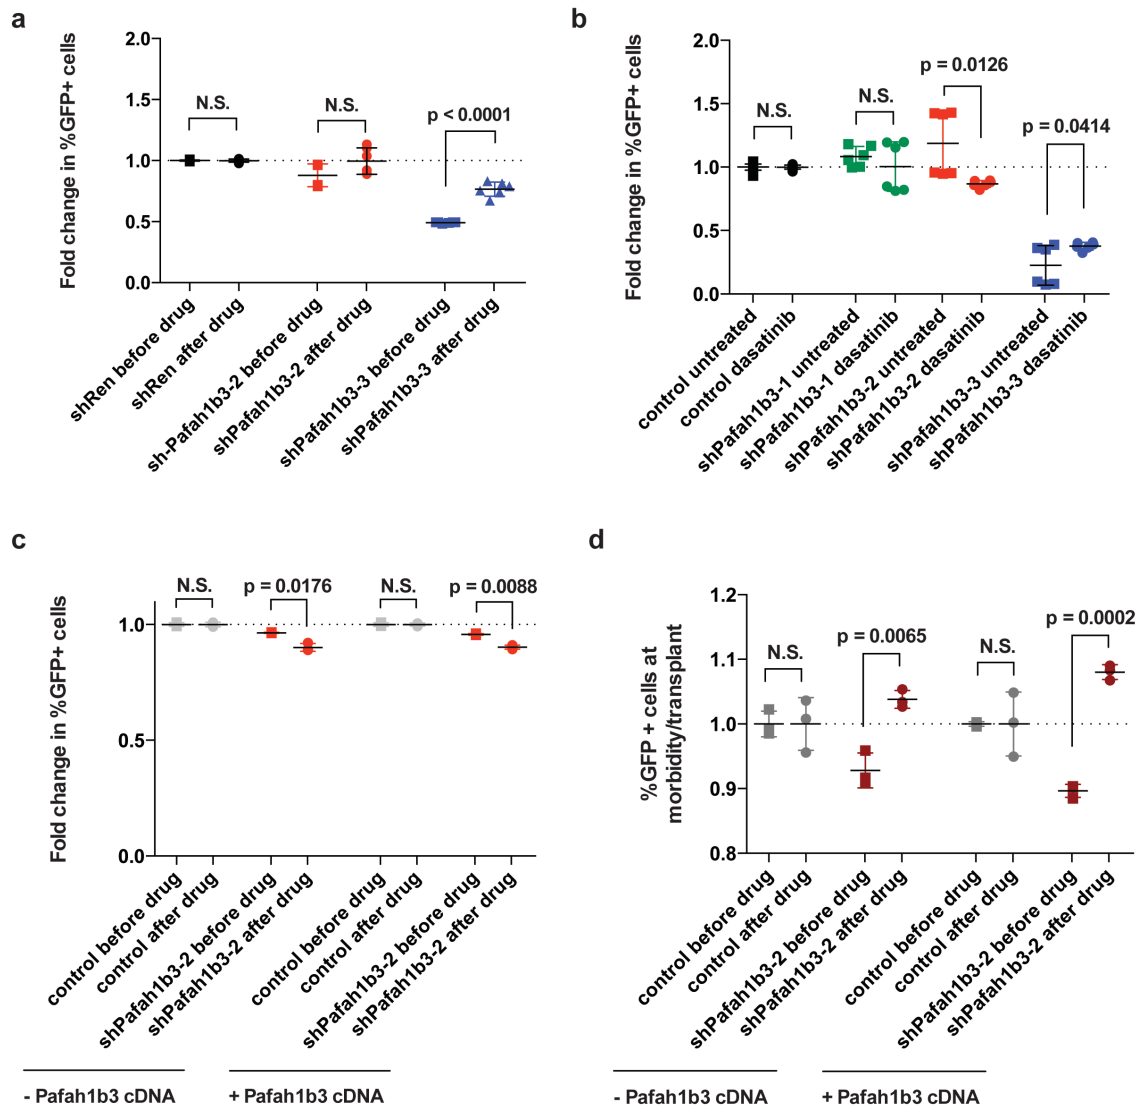 a
Fold change in %GFP+ cells
2.0
1.5
1.0
0.5
0.0
N.S.
N.S.
p < 0.0001
shRen before drug
shRen after drug
sh-Pafah1b3-2 before drug
shPafah1b3-2 after drug
shPafah1b3-3 before drug
shPafah1b3-3 after drug
b
Fold change in %GFP+ cells
2.0
1.5
1.0
0.5
0.0
N.S.
N.S.
p = 0.0126
p = 0.0414
control untreated
control dasatinib
shPafah1b3-1 untreated
shPafah1b3-1 dasatinib
shPafah1b3-2 untreated
shPafah1b3-2 dasatinib
shPafah1b3-3 untreated
shPafah1b3-3 dasatinib
c
Fold change in %GFP+ cells
1.0
0.5
0.0
N.S.
p = 0.0176
N.S.
p = 0.0088
control before drug
control after drug
shPafah1b3-2 before drug
shPafah1b3-2 after drug
control before drug
control after drug
shPafah1b3-2 before drug
shPafah1b3-2 after drug
- Pafah1b3 cDNA
+ Pafah1b3 cDNA
d
%GFP + cells at
morbidity/transplant
1.2
1.1
1.0
0.9
0.8
N.S.
p = 0.0065
N.S.
p = 0.0002
control before drug
control after drug
shPafah1b3-2 before drug
shPafah1b3-2 after drug
control before drug
control after drug
shPafah1b3-2 before drug
shPafah1b3-2 after drug
- Pafah1b3 cDNA
+ Pafah1b3 cDNA